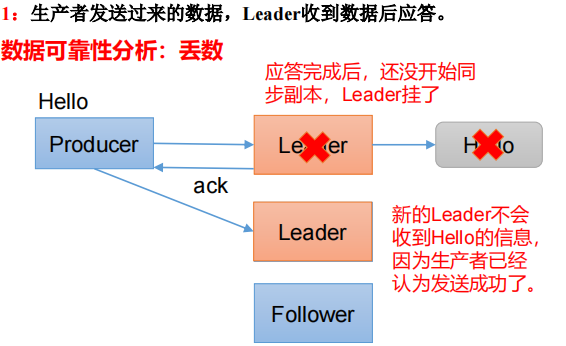 1：生产者发送过来的数据，Leader收到数据后应答。
数据可靠性分析：丢数
应答完成后，还没开始同
步副本，Leader挂了
Hello
Producer
Leader
Hello
ack
Leader
新的Leader不会
收到Hello的信息，
因为生产者已经
认为发送成功了。
Follower